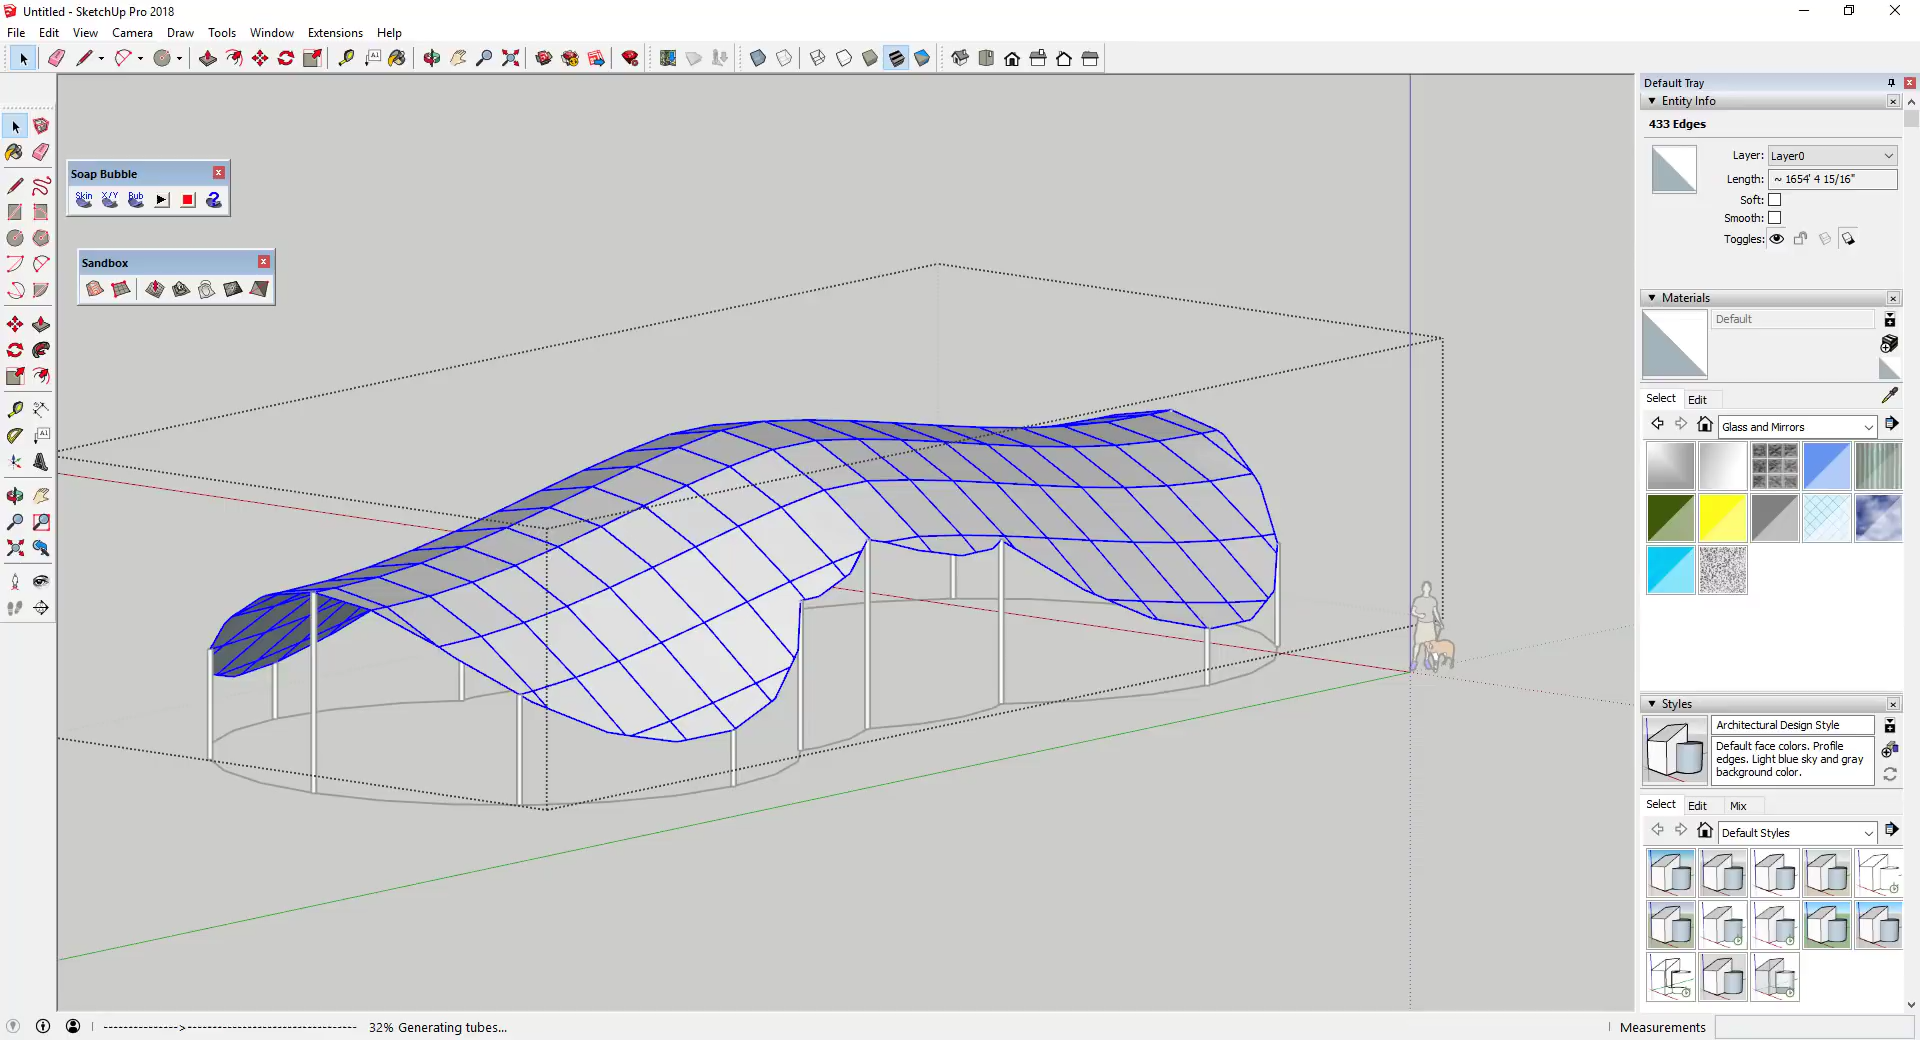 Untitled - SketchUp Pro 2018
File Edit View Camera Draw Tools Window Extensions Help
Default Tray
Entity Info
433 Edges
Layer: Layer0
Length: ~ 1654' 4 15/16"
Soft:
Smooth:
Toggles:
Soap Bubble
Skin X/Y Bub
Sandbox
Materials
Default
Select Edit
Glass and Mirrors
Styles
Architectural Design Style
Default face colors. Profile
edges. Light blue sky and gray
background color.
Select Edit Mix
Default Styles
32% Generating tubes...
Measurements